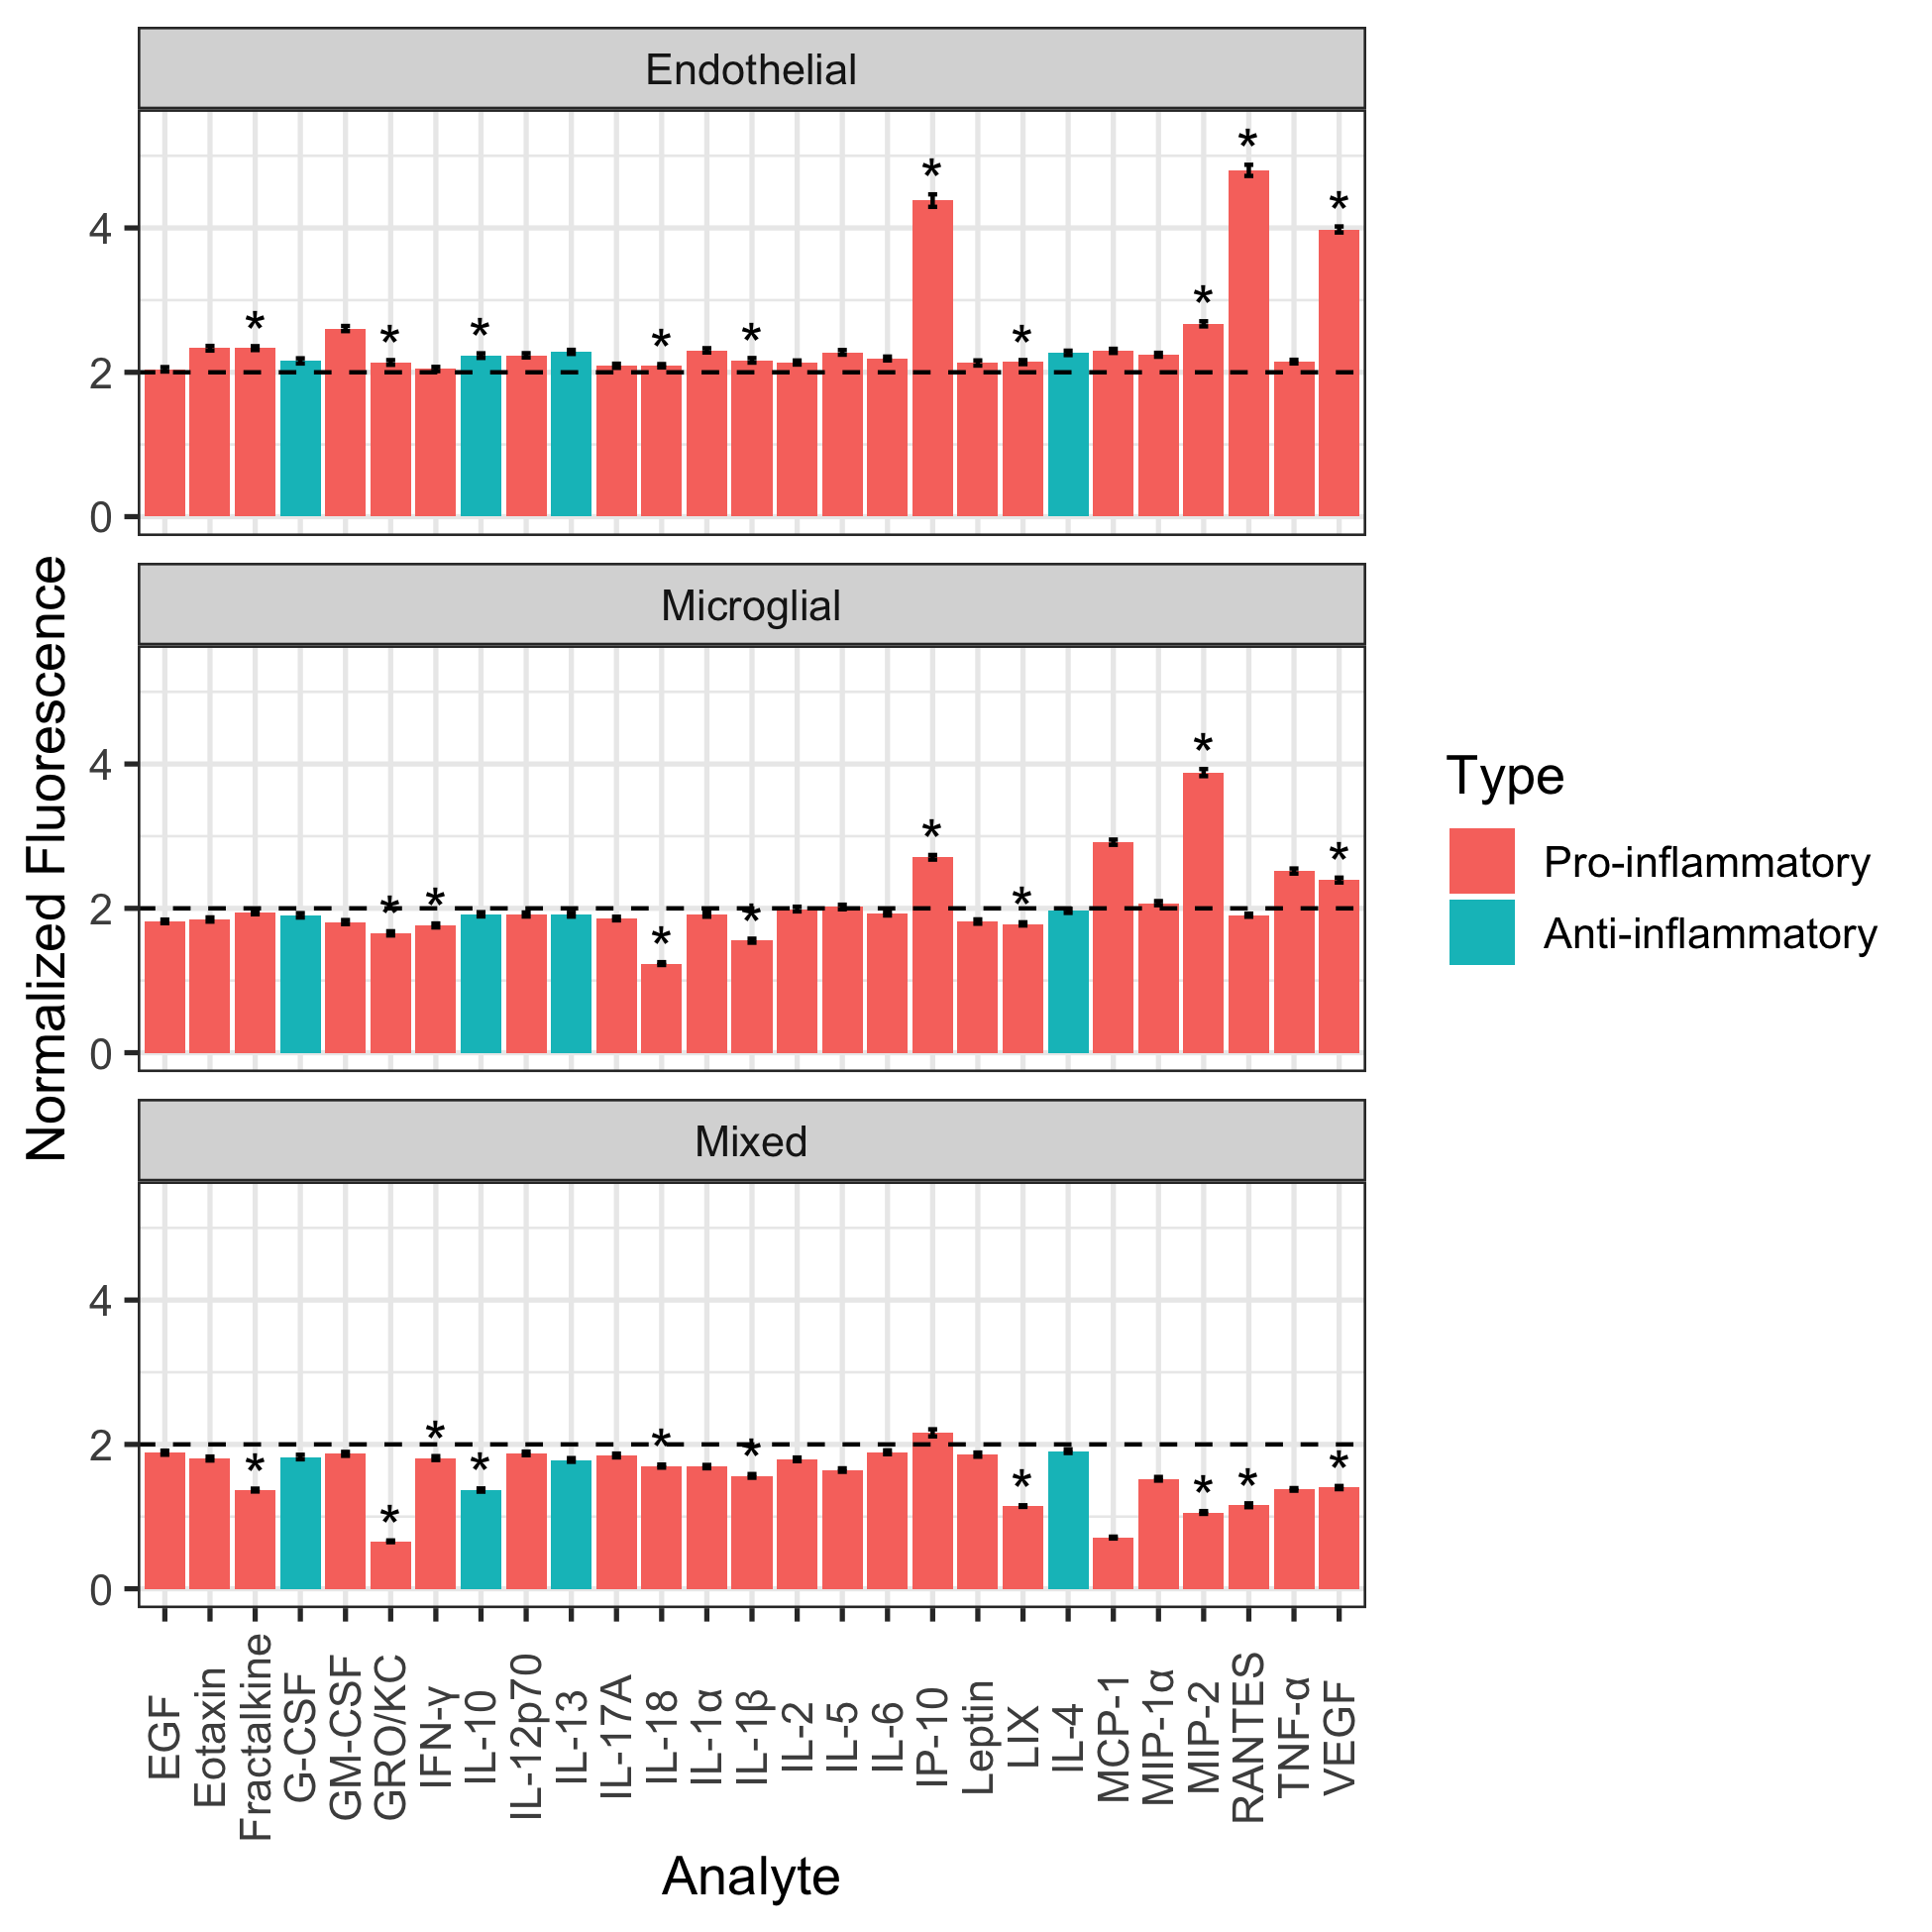 Endothelial
*
*
*
*
*
*
*
*
*
*
4
2
0
Microglial
*
*
*
*
*
*
*
*
4
2
0
Mixed
*
*
*
*
*
*
*
*
*
*
4
2
0
Normalized Fluorescence
EGF
Eotaxin
Fractalkine
G-CSF
GM-CSF
GRO/KC
IFN-γ
IL-10
IL-12p70
IL-13
IL-17A
IL-18
IL-1α
IL-1β
IL-2
IL-5
IL-6
IP-10
Leptin
LIX
IL-4
MCP-1
MIP-1α
MIP-2
RANTES
TNF-α
VEGF
Analyte
Type
Pro-inflammatory
Anti-inflammatory